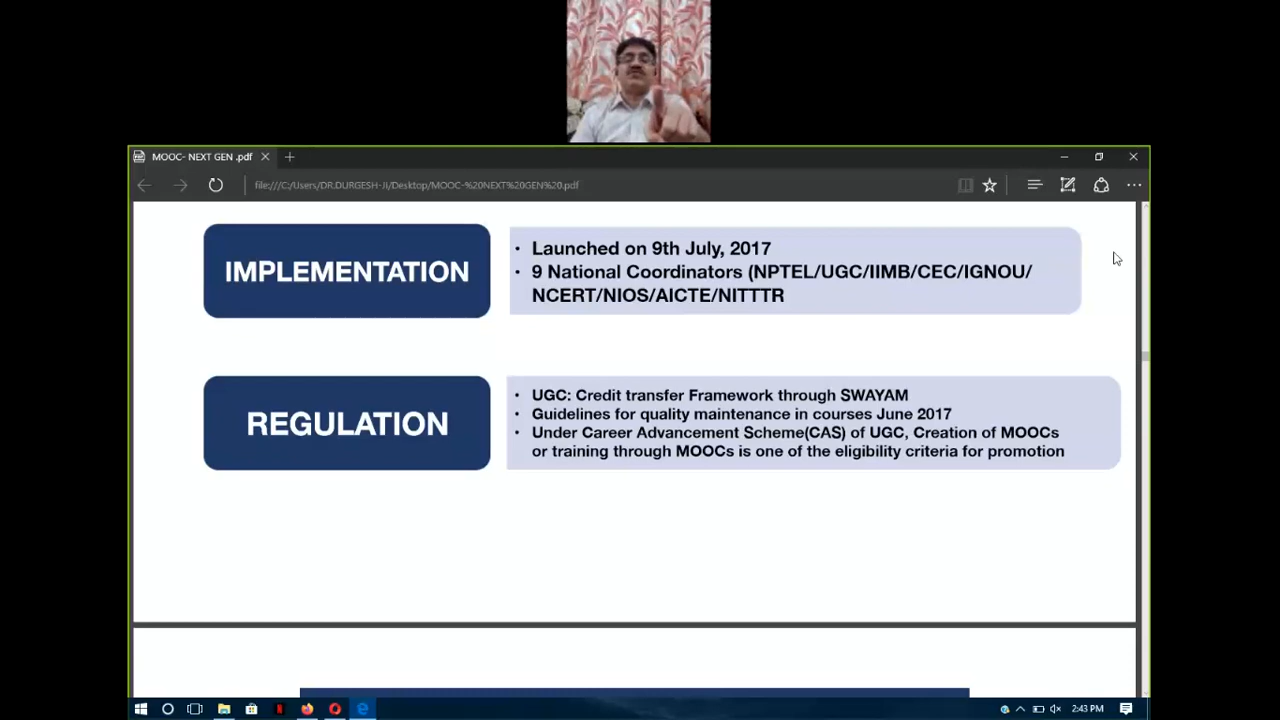 MOOC- NEXT GEN .pdf
file:///C:/Users/DR.DURGESH-JI/Desktop/MOOC-%20NEXT%20GEN%20.pdf
IMPLEMENTATION
• Launched on 9th July, 2017
• 9 National Coordinators (NPTEL/UGC/IIMB/CEC/IGNOU/
NCERT/NIOS/AICTE/NITTTR
REGULATION
• UGC: Credit transfer Framework through SWAYAM
• Guidelines for quality maintenance in courses June 2017
• Under Career Advancement Scheme(CAS) of UGC, Creation of MOOCs
or training through MOOCs is one of the eligibility criteria for promotion
2:43 PM